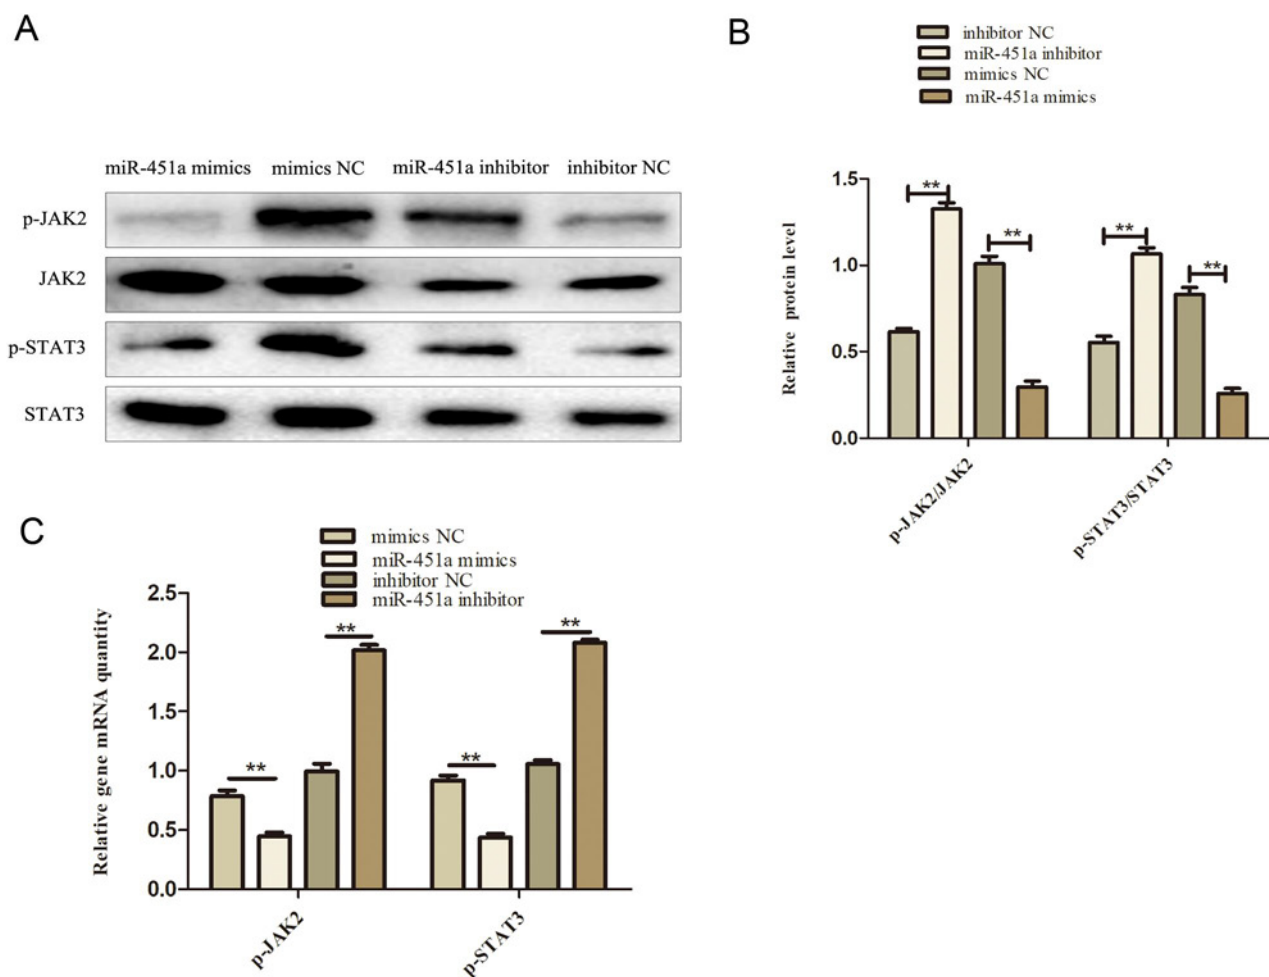 A
miR-451a mimics mimics NC miR-451a inhibitor inhibitor NC
p-JAK2
JAK2
p-STAT3
STAT3
B
inhibitor NC
miR-451a inhibitor
mimics NC
miR-451a mimics
Relative protein level
1.5
1.0
0.5
0.0
**
**
**
**
p-JAK2/JAK2
p-STAT3/STAT3
C
mimics NC
miR-451a mimics
inhibitor NC
miR-451a inhibitor
Relative gene mRNA quantity
2.5
2.0
1.5
1.0
0.5
0.0
**
**
**
**
p-JAK2
p-STAT3